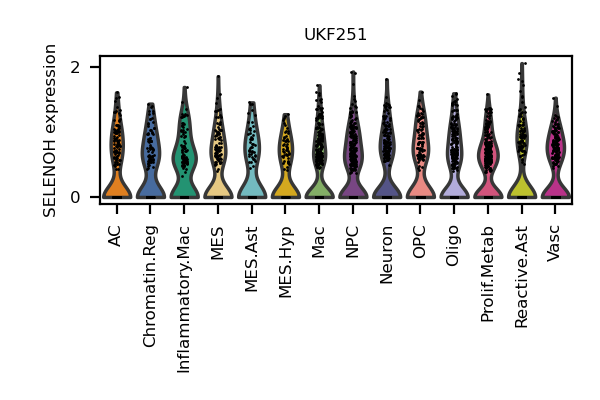 UKF251
SELENOH expression
2
0
AC
Chromatin.Reg
Inflammatory.Mac
MES
MES.Ast
MES.Hyp
Mac
NPC
Neuron
OPC
Oligo
Prolif.Metab
Reactive.Ast
Vasc